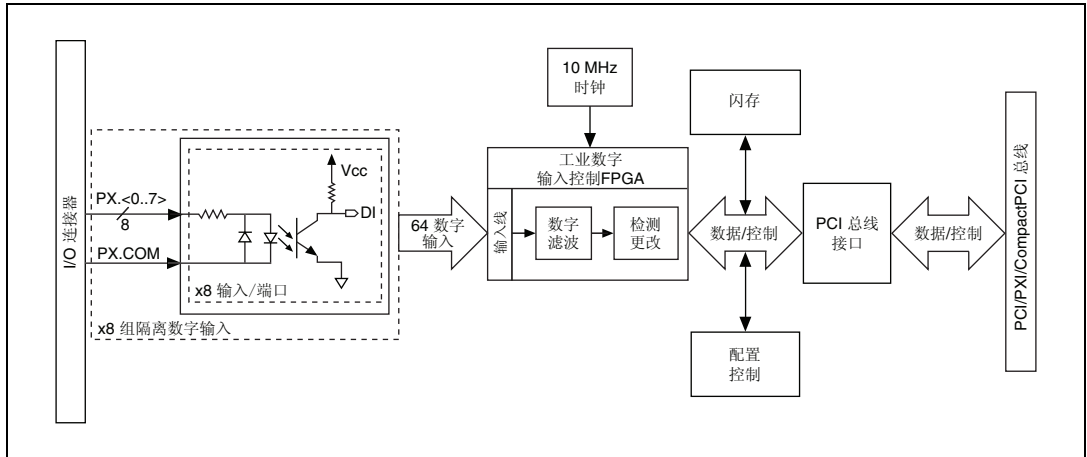 I/O 连接器
PX.<0..7>
8
PX.COM
Vcc
DI
x8 输入/端口
x8 组隔离数字输入
64 数字
输入
10 MHz
时钟
工业数字
输入控制FPGA
输入线
数字
滤波
检测
更改
闪存
数据/控制
配置
控制
PCI 总线
接口
数据/控制
PCI/PXI/CompactPCI 总线